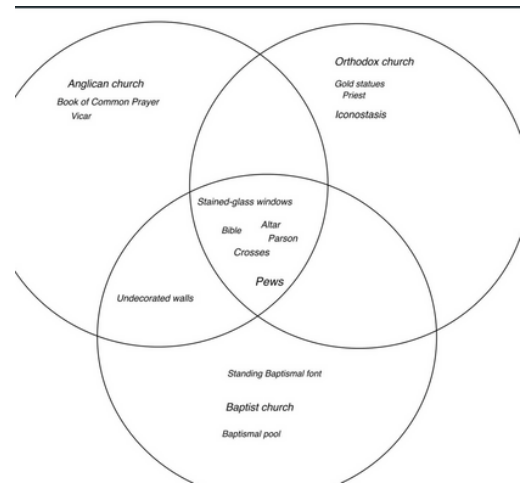 Anglican church
Book of Common Prayer
Vicar
Orthodox church
Gold statues
Priest
Iconostasis
Stained-glass windows
Bible
Altar
Parson
Crosses
Pews
Undecorated walls
Standing Baptismal font
Baptist church
Baptismal pool